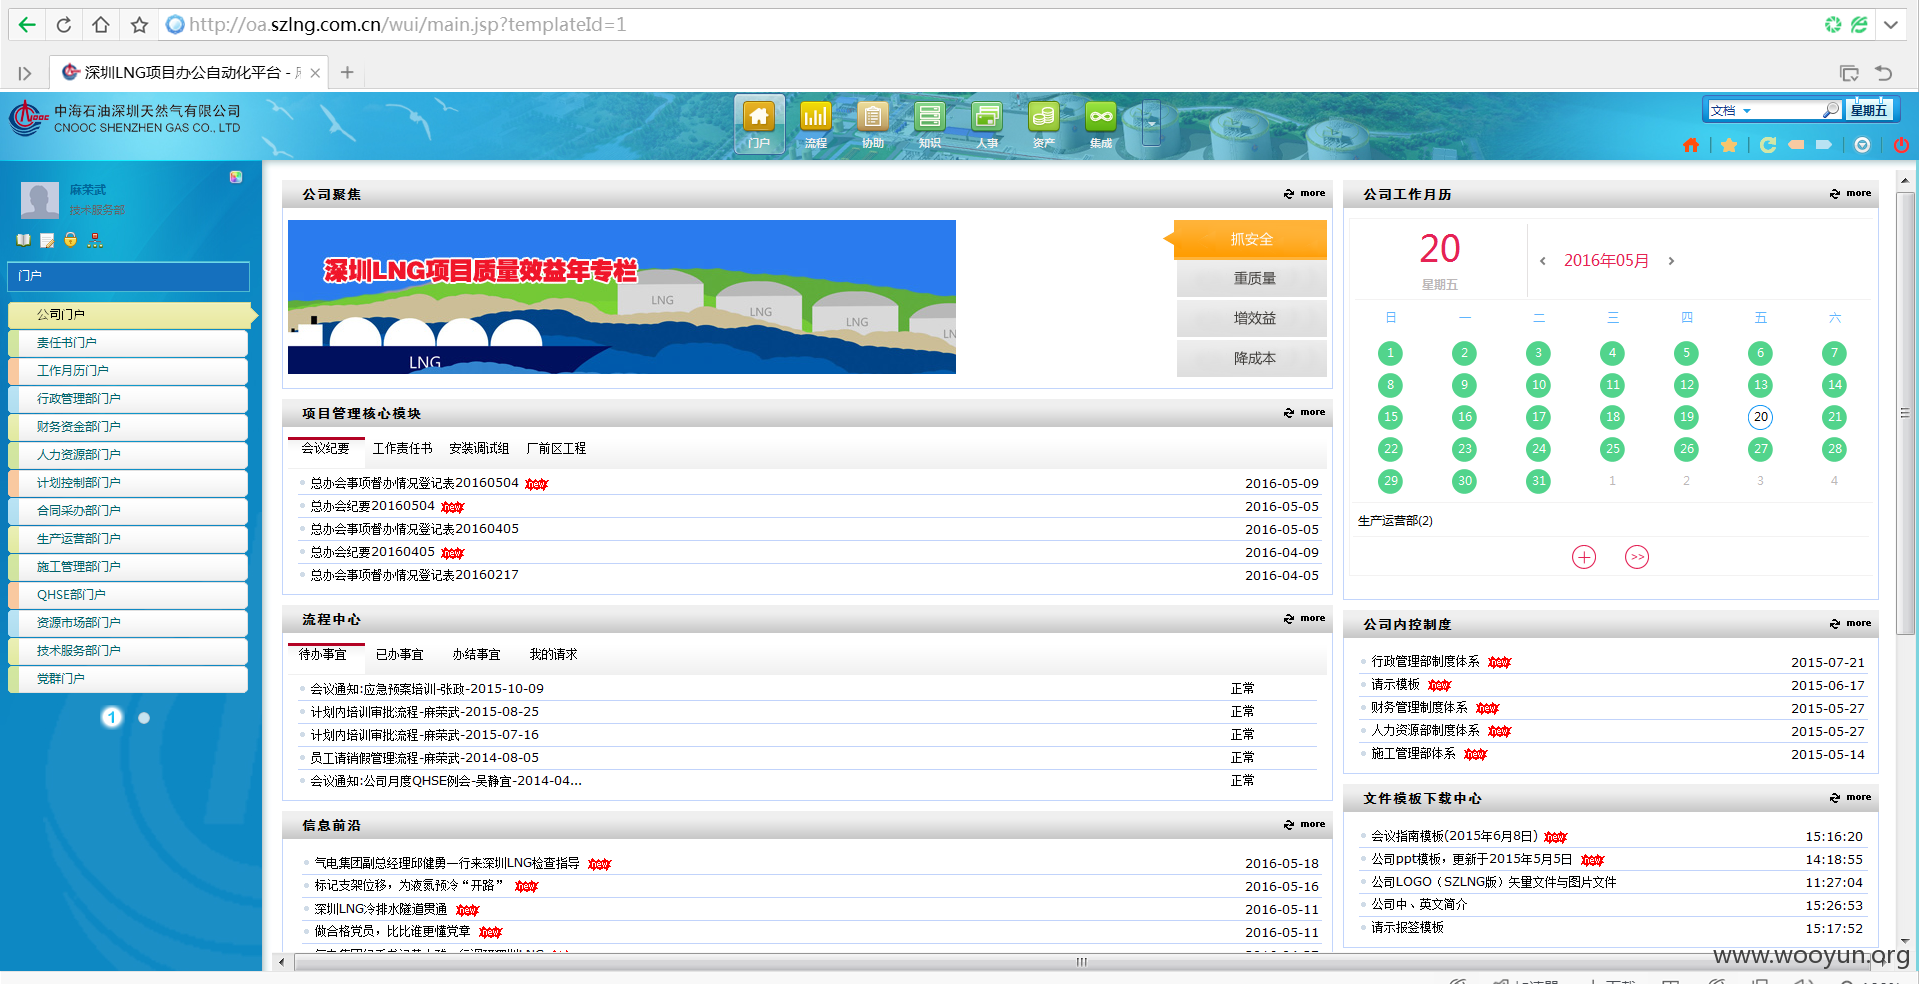 http://oa.szlng.com.cn/wui/main.jsp?templateId=1
深圳LNG项目办公自动化平台 -
中海石油深圳天然气有限公司
CNOOC SHENZHEN GAS CO., LTD
门户 流程 协助 知识 人事 资产 集成
文档 星期五
麻荣武
技术服务部
门户
公司门户
责任书门户
工作月历门户
行政管理部门户
财务资金部门户
人力资源部门户
计划控制部门户
合同采办部门户
生产运营部门户
施工管理部门户
QHSE部门户
资源市场部门户
技术服务部门户
党群门户
1
公司聚焦 more
深圳LNG项目质量效益年专栏
LNG
LNG
LNG
LNG
LN
抓安全
重质量
增效益
降成本
项目管理核心模块 more
会议纪要 工作责任书 安装调试组 厂前区工程
总办会事项督办情况登记表20160504 new 2016-05-09
总办会纪要20160504 new 2016-05-05
总办会事项督办情况登记表20160405 2016-05-05
总办会纪要20160405 new 2016-04-09
总办会事项督办情况登记表20160217 2016-04-05
流程中心 more
待办事宜 已办事宜 办结事宜 我的请求
会议通知:应急预案培训-张政-2015-10-09 正常
计划内培训审批流程-麻荣武-2015-08-25 正常
计划内培训审批流程-麻荣武-2015-07-16 正常
员工请销假管理流程-麻荣武-2014-08-05 正常
会议通知:公司月度QHSE例会-吴静宜-2014-04... 正常
信息前沿 more
气电集团副总经理邱健勇一行来深圳LNG检查指导 new 2016-05-18
标记支架位移，为液氮预冷“开路” new 2016-05-16
深圳LNG冷排水隧道贯通 new 2016-05-11
做合格党员，比比谁更懂党章 new 2016-05-11
公司工作月历 more
20
星期五
‹ 2016年05月 ›
日 一 二 三 四 五 六
1 2 3 4 5 6 7
8 9 10 11 12 13 14
15 16 17 18 19 20 21
22 23 24 25 26 27 28
29 30 31 1 2 3 4
生产运营部(2)
+ >>
公司内控制度 more
行政管理部制度体系 new 2015-07-21
请示模板 new 2015-06-17
财务管理制度体系 new 2015-05-27
人力资源部制度体系 new 2015-05-27
施工管理部体系 new 2015-05-14
文件模板下载中心 more
会议指南模板(2015年6月8日) new 15:16:20
公司ppt模板，更新于2015年5月5日 new 14:18:55
公司LOGO（SZLNG版）矢量文件与图片文件 11:27:04
公司中、英文简介 15:26:53
请示报签模板 15:17:52
www.wooyun.org